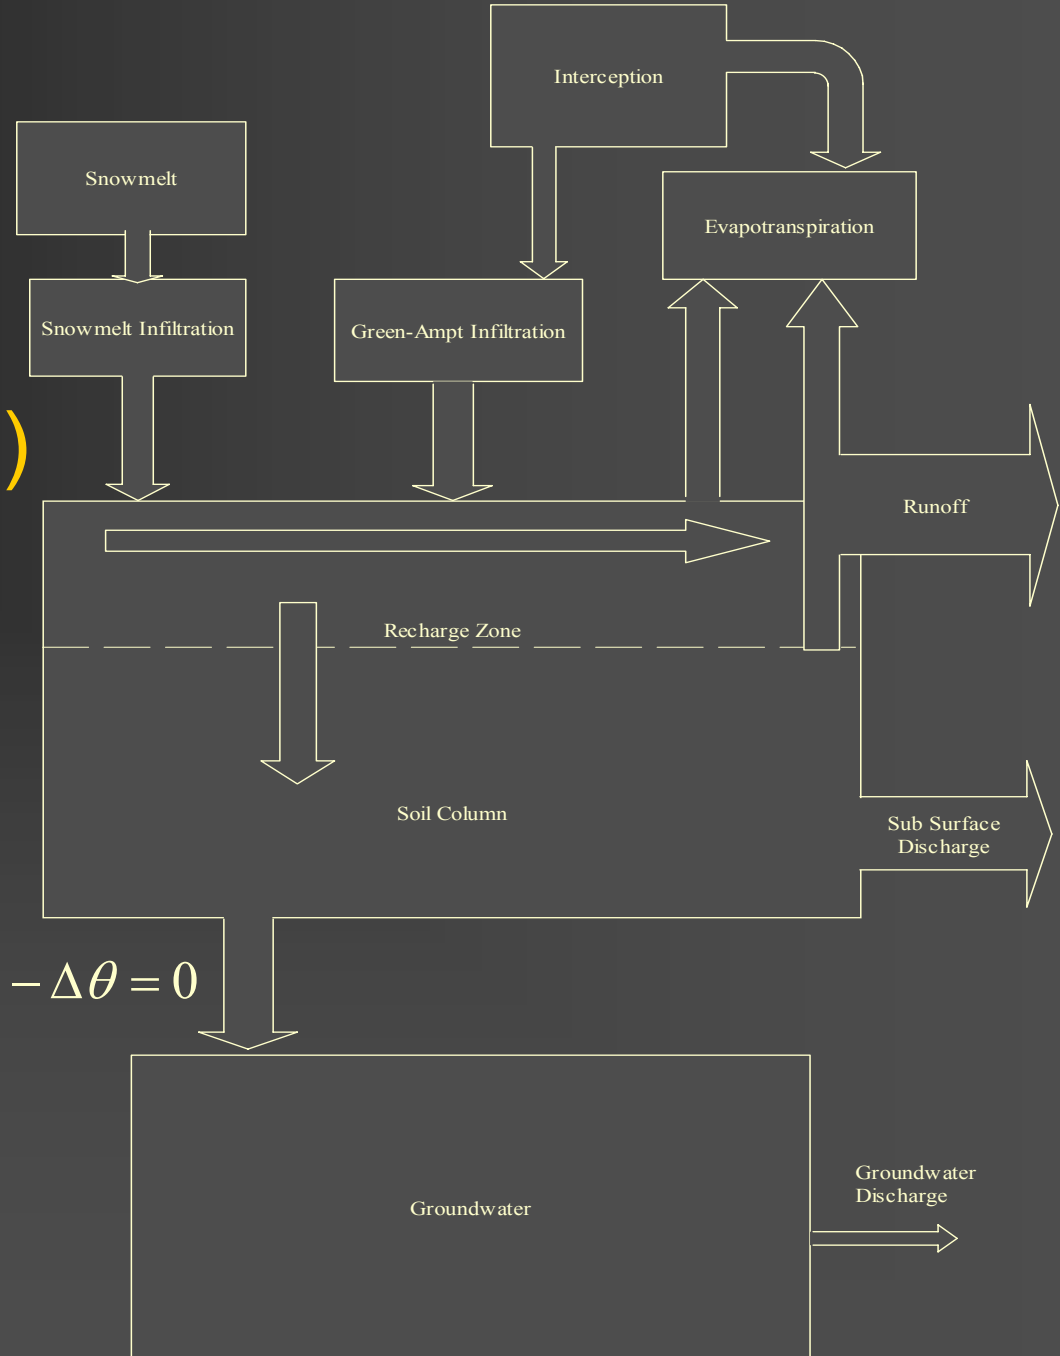 Interception
Snowmelt
Evapotranspiration
Snowmelt Infiltration
Green-Ampt Infiltration
)
Runoff
Recharge Zone
Soil Column
Sub Surface
Discharge
− Δθ = 0
Groundwater
Discharge
Groundwater